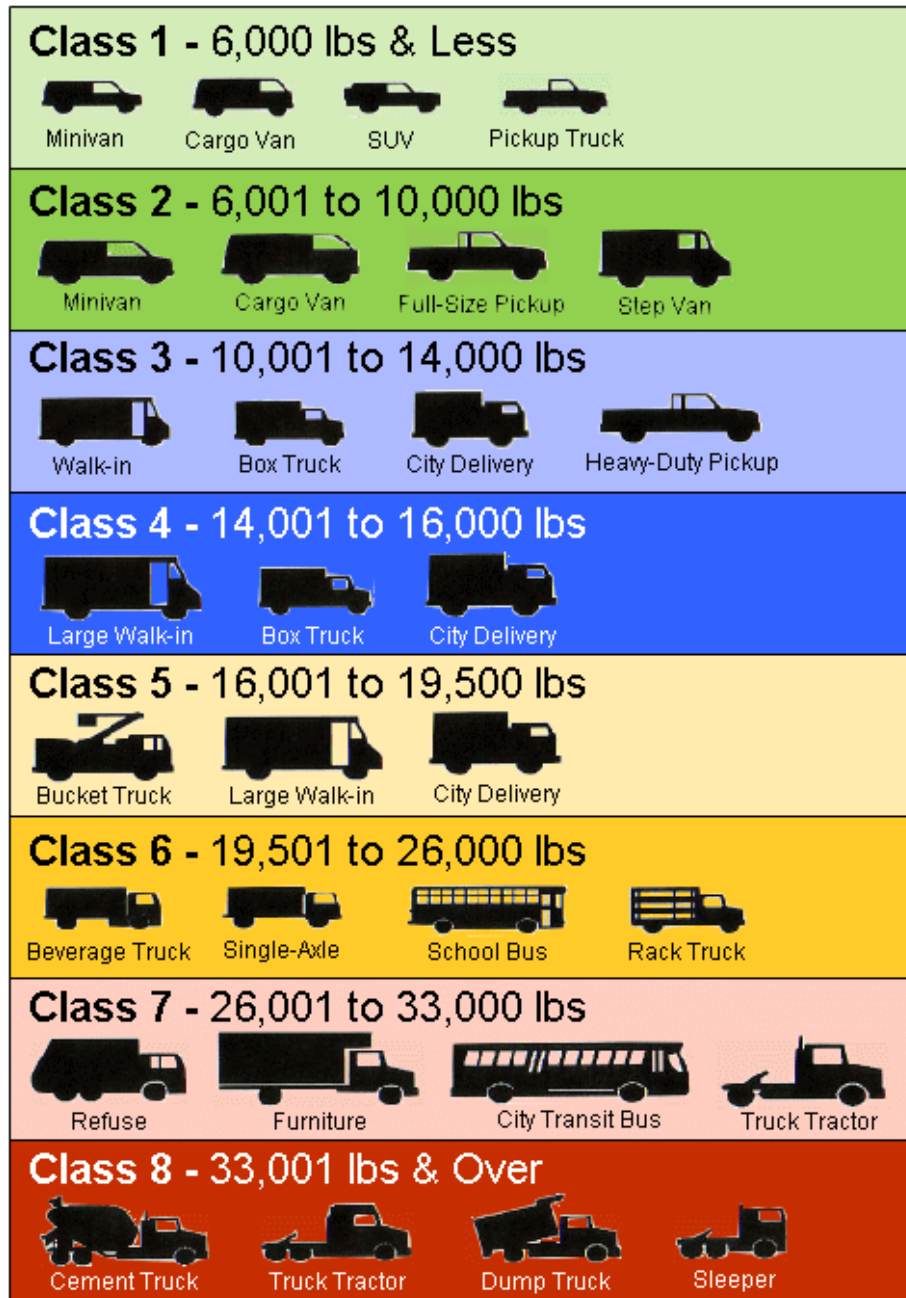 Class 1 - 6,000 lbs & Less
Minivan Cargo Van SUV Pickup Truck
Class 2 - 6,001 to 10,000 lbs
Minivan Cargo Van Full-Size Pickup Step Van
Class 3 - 10,001 to 14,000 lbs
Walk-in Box Truck City Delivery Heavy-Duty Pickup
Class 4 - 14,001 to 16,000 lbs
Large Walk-in Box Truck City Delivery
Class 5 - 16,001 to 19,500 lbs
Bucket Truck Large Walk-in City Delivery
Class 6 - 19,501 to 26,000 lbs
Beverage Truck Single-Axle School Bus Rack Truck
Class 7 - 26,001 to 33,000 lbs
Refuse Furniture City Transit Bus Truck Tractor
Class 8 - 33,001 lbs & Over
Cement Truck Truck Tractor Dump Truck Sleeper